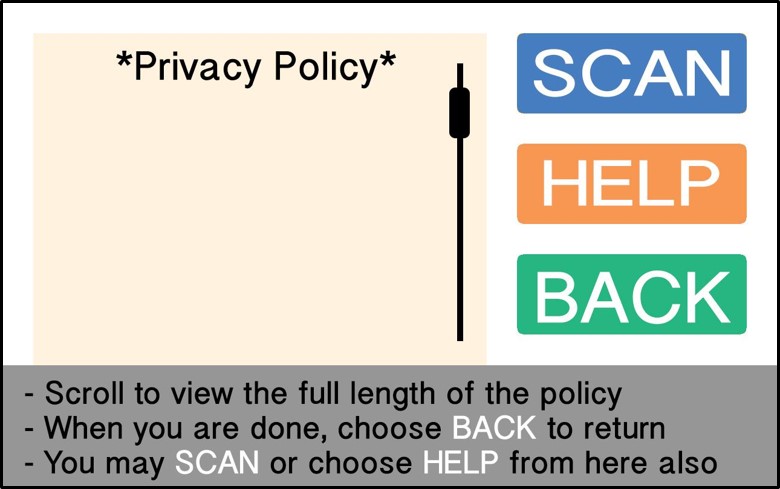 *Privacy Policy*
SCAN
HELP
BACK
- Scroll to view the full length of the policy
- When you are done, choose BACK to return
- You may SCAN or choose HELP from here also